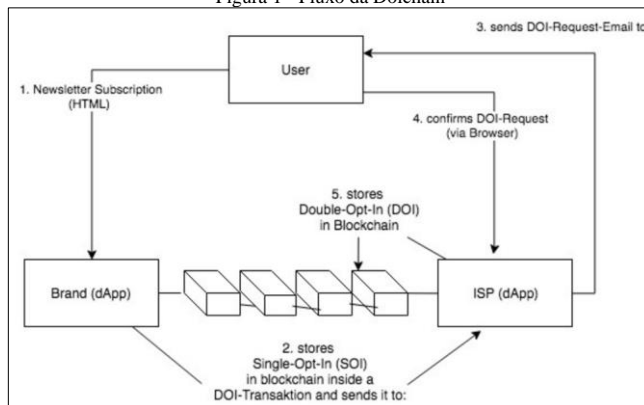 Figura 1 - Fluxo da Doichain
3. sends DOI-Request-Email to
User
1. Newsletter Subscription
(HTML)
4. confirms DOI-Request
(via Browser)
5. stores
Double-Opt-In (DOI)
in Blockchain
Brand (dApp)
ISP (dApp)
2. stores
Single-Opt-In (SOI)
in blockchain inside a
DOI-Transaktion and sends it to: